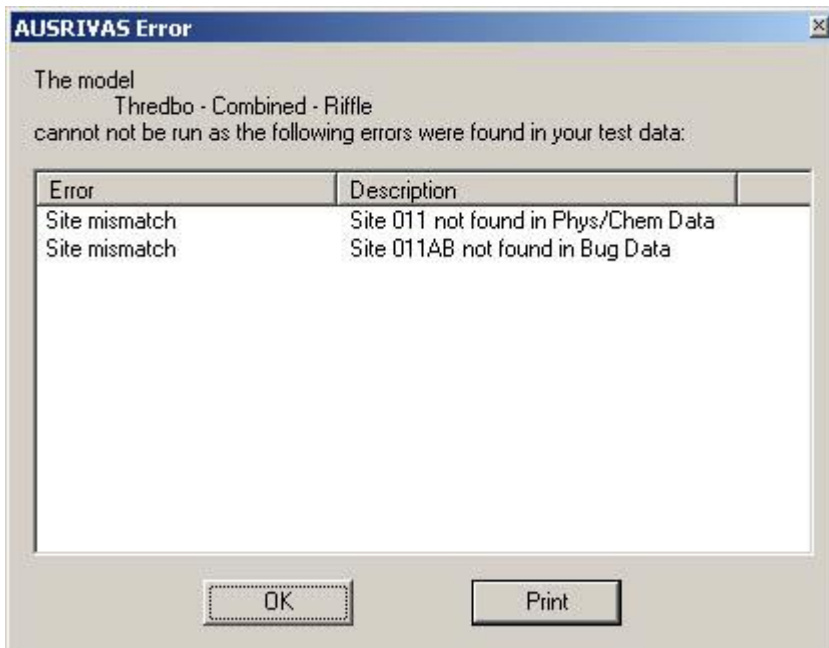 AUSRIVAS Error
The model
Thredbo - Combined - Riffle
cannot not be run as the following errors were found in your test data:
Error Description
Site mismatch Site 011 not found in Phys/Chem Data
Site mismatch Site 011AB not found in Bug Data
OK Print